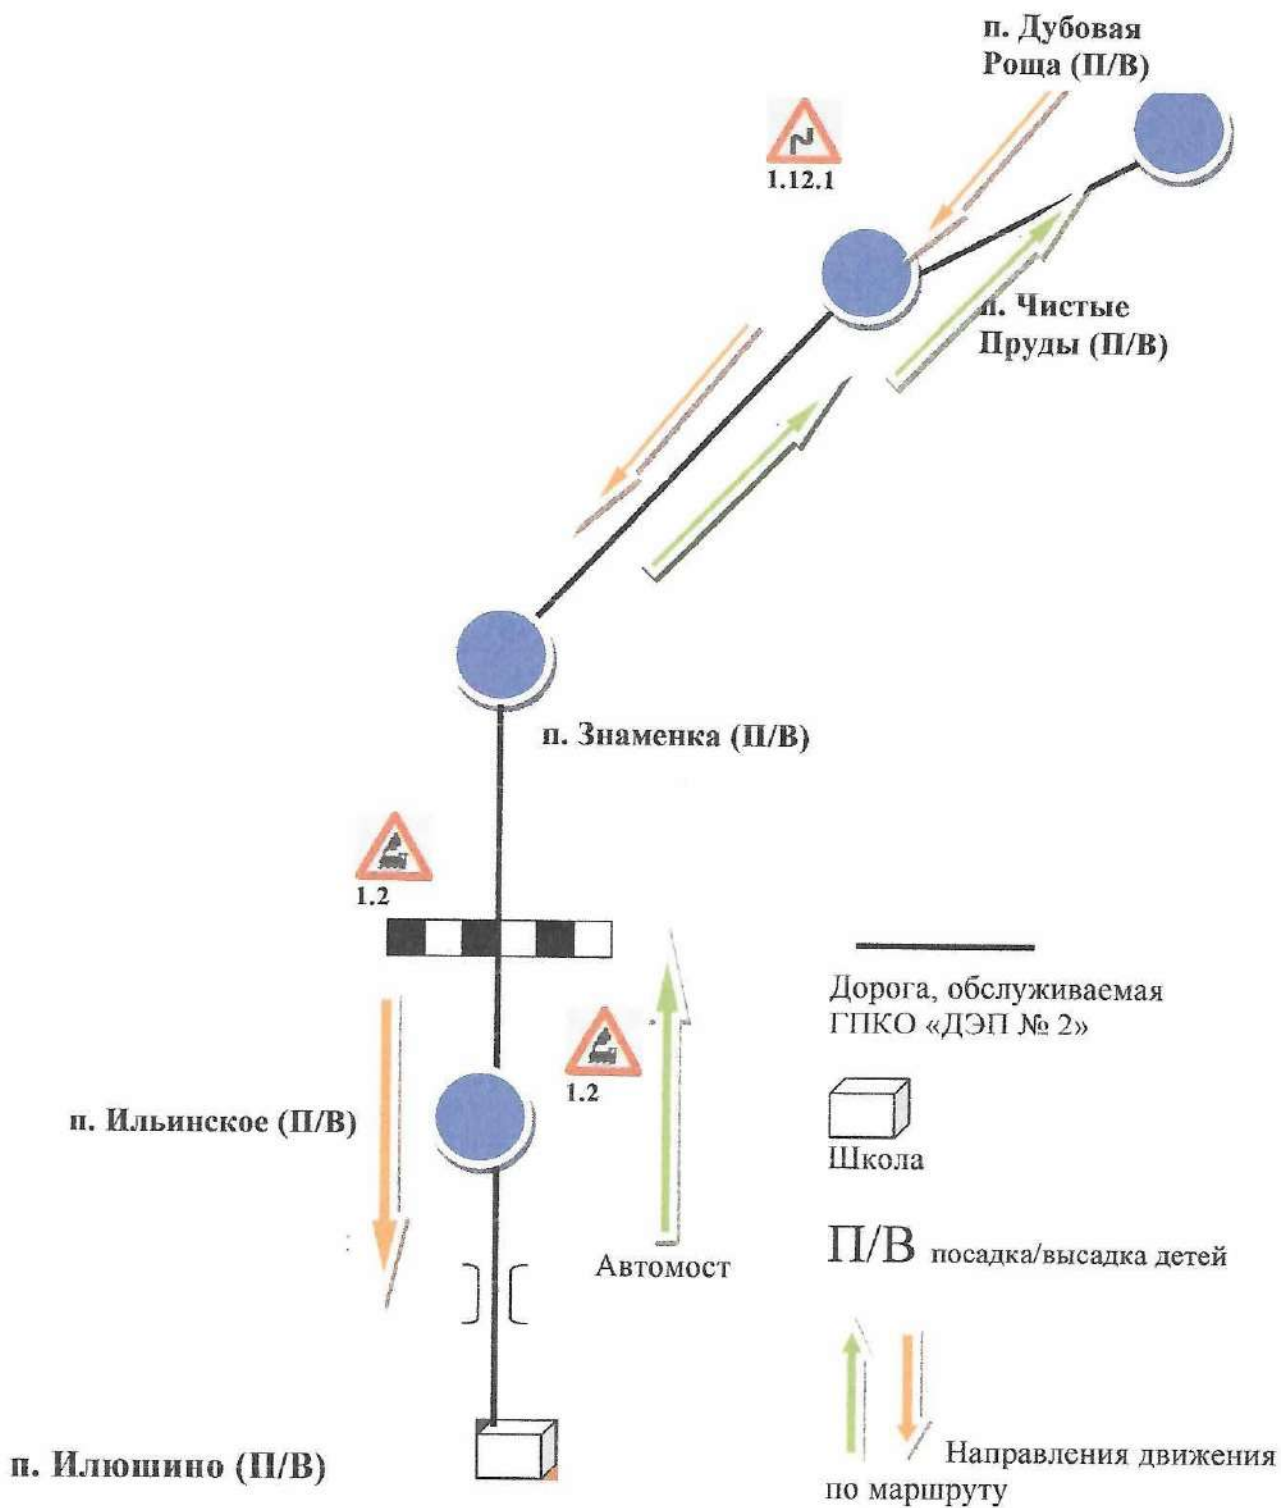 п. Дубовая
Роща (П/В)
1.12.1
п. Чистые
Пруды (П/В)
п. Знаменка (П/В)
1.2
Дорога, обслуживаемая
ГПКО «ДЭП № 2»
1.2
п. Ильинское (П/В)
Школа
Автомост
П/В посадка/высадка детей
п. Илюшино (П/В)
Направления движения
по маршруту